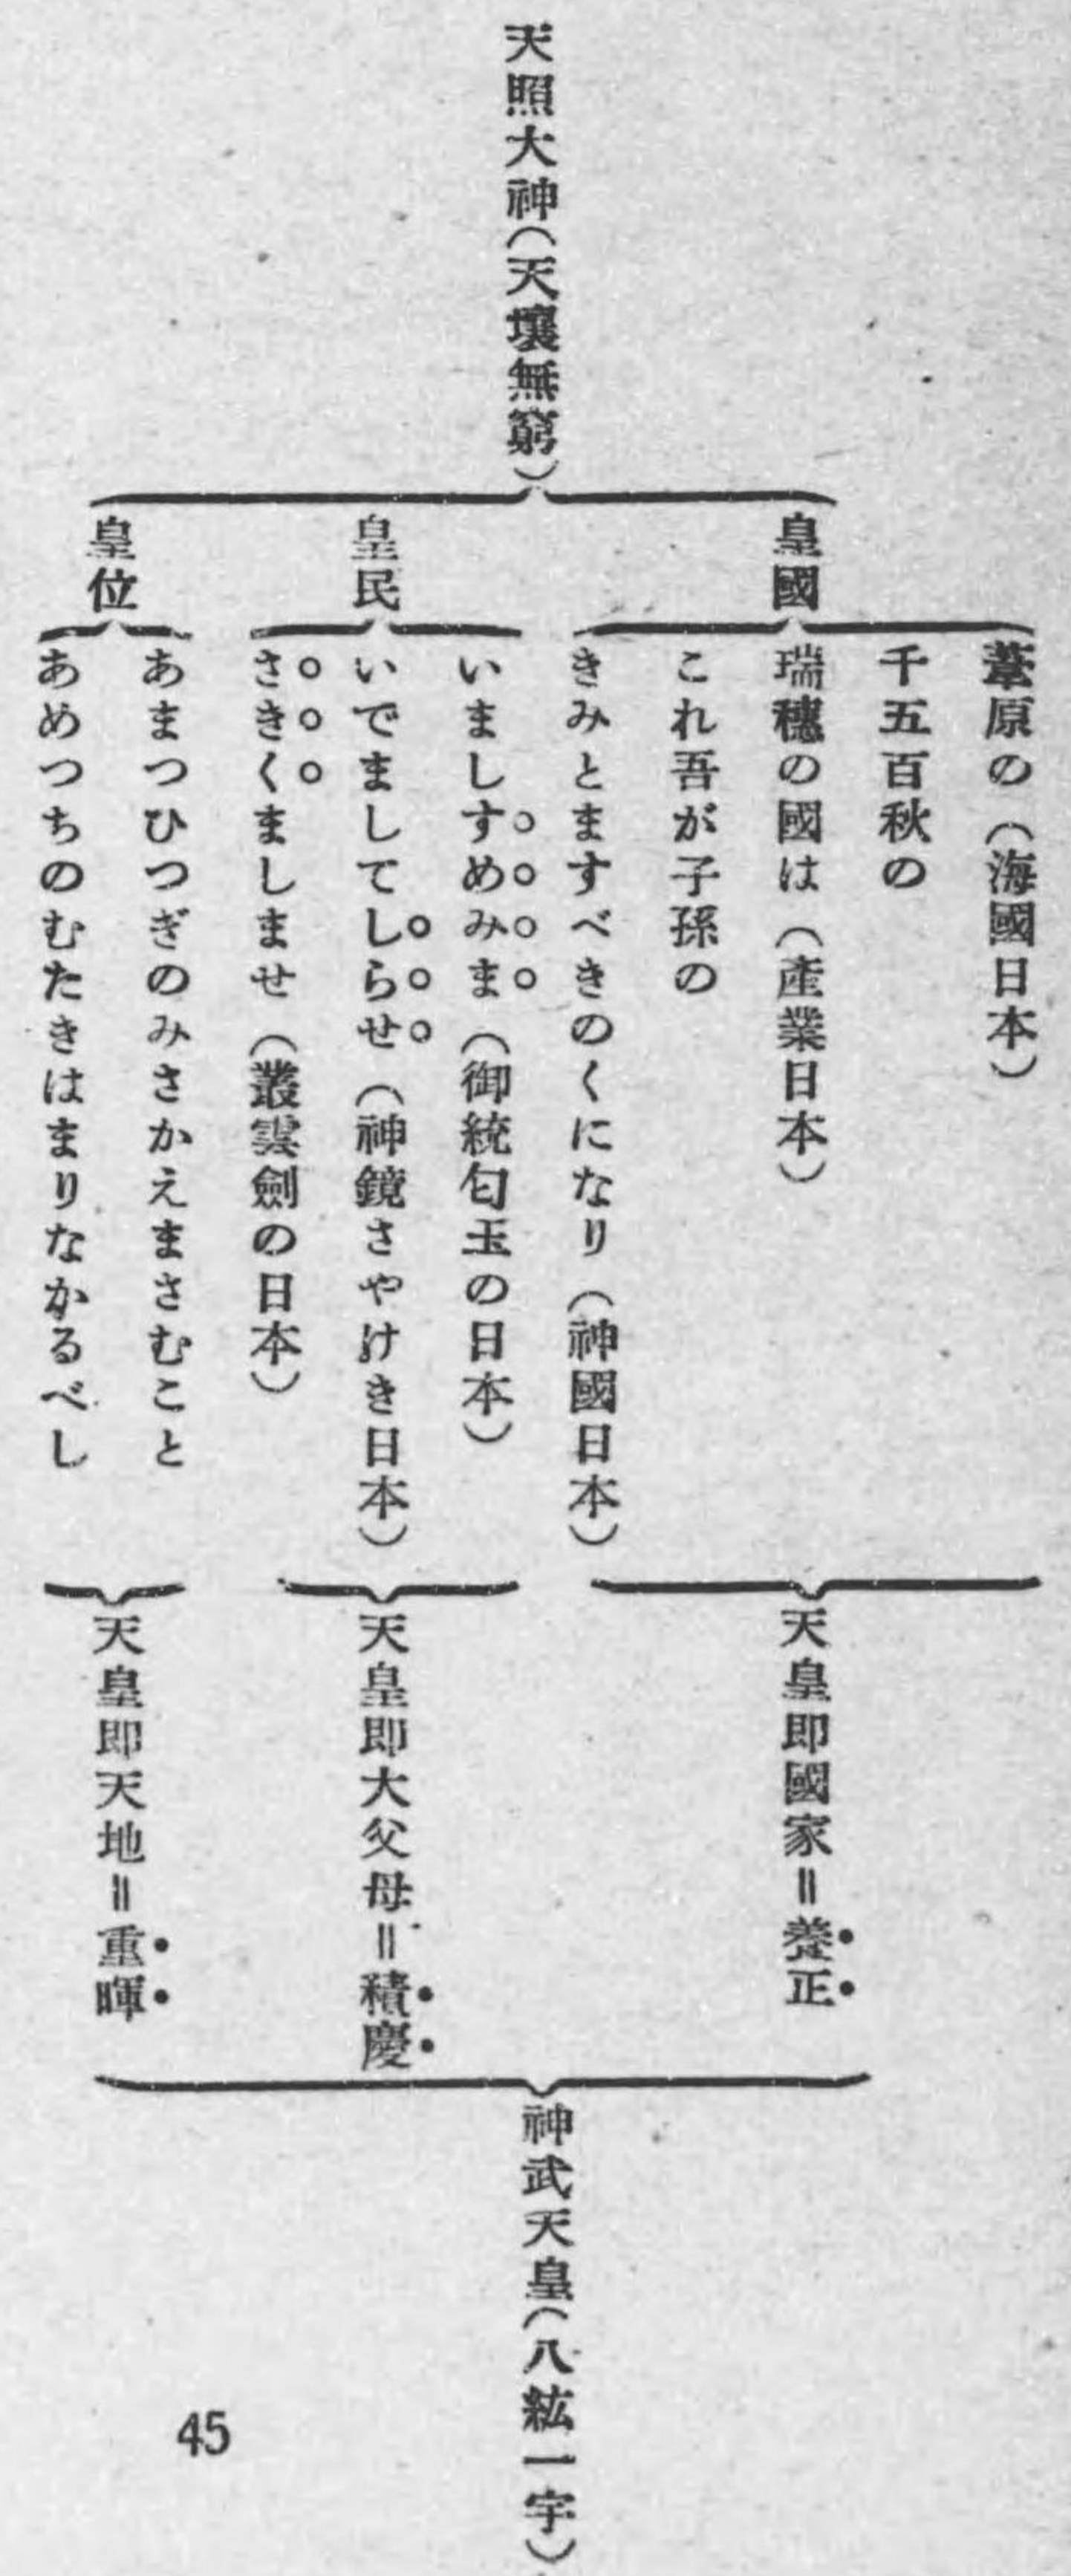 天照大神（天壤無窮）
皇國
葦原の（海國日本）
千五百秋の
瑞穗の國は（產業日本）
これ吾が子孫の
きみとますべきのくになり（神國日本）
天皇即國家＝養正
皇民
いましすめみま（御統匂玉の日本）
いでましてしらせ（神鏡さやけき日本）
さきくましませ（叢雲劍の日本）
天皇即大父母＝積慶
皇位
あまつひつぎのみさかえまさむこと
あめつちのむたきはまりなかるべし
天皇即天地＝重暉
神武天皇（八紘一宇）
45